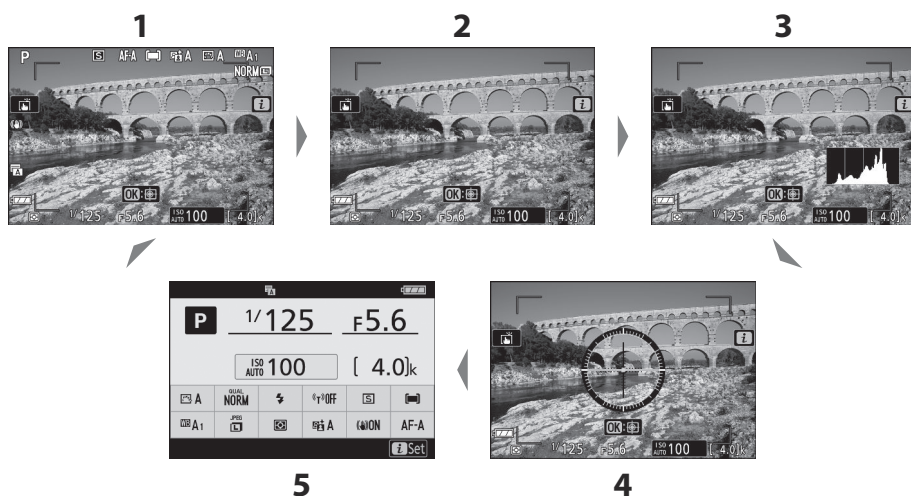 1
P S AF-A A A A1
NORM L
i
OK:
1/125 F5.6 ISO AUTO 100 [4.0]k
2
i
OK:
1/125 F5.6 ISO AUTO 100 [4.0]k
3
i
OK:
1/125 F5.6 ISO AUTO 100 [4.0]k
5
P 1/125 F5.6
ISO AUTO 100 [4.0]k
A QUAL NORM OFF S
WB A1 JPEG L A ON AF-A
i Set
4
i
OK:
1/125 F5.6 ISO AUTO 100 [4.0]k